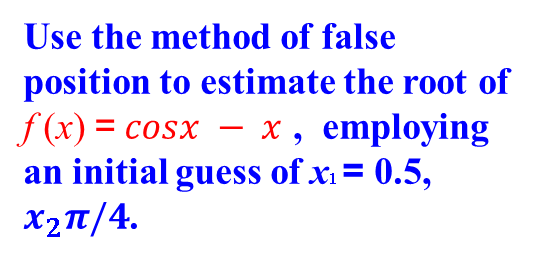 Use the method of false
position to estimate the root of
f(x) = cosx − x , employing
an initial guess of x₁= 0.5,
x₂π/4.